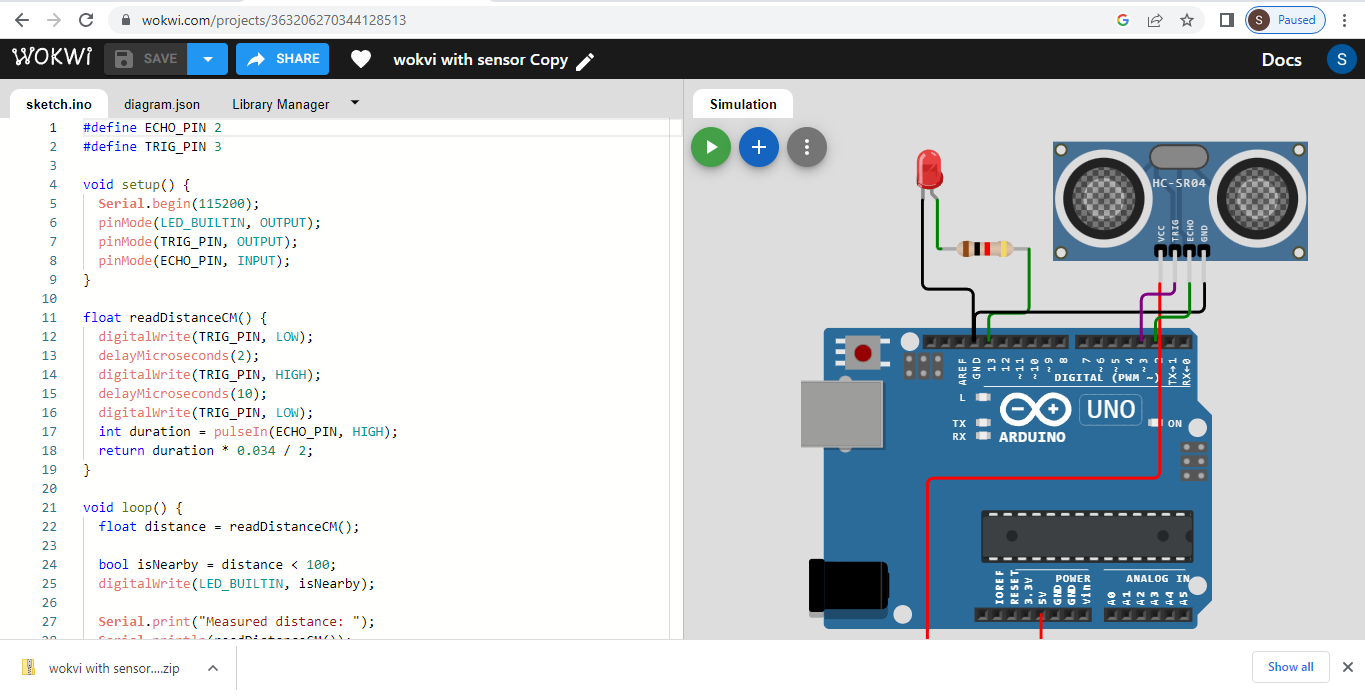 wokwi.com/projects/363206270344128513
S Paused
WOKWi SAVE SHARE wokvi with sensor Copy Docs S
sketch.ino diagram.json Library Manager
1 #define ECHO_PIN 2
2 #define TRIG_PIN 3
3
4 void setup() {
5 Serial.begin(115200);
6 pinMode(LED_BUILTIN, OUTPUT);
7 pinMode(TRIG_PIN, OUTPUT);
8 pinMode(ECHO_PIN, INPUT);
9 }
10
11 float readDistanceCM() {
12 digitalWrite(TRIG_PIN, LOW);
13 delayMicroseconds(2);
14 digitalWrite(TRIG_PIN, HIGH);
15 delayMicroseconds(10);
16 digitalWrite(TRIG_PIN, LOW);
17 int duration = pulseIn(ECHO_PIN, HIGH);
18 return duration * 0.034 / 2;
19 }
20
21 void loop() {
22 float distance = readDistanceCM();
23
24 bool isNearby = distance < 100;
25 digitalWrite(LED_BUILTIN, isNearby);
26
27 Serial.print("Measured distance: ");
28 Serial.println(readDistanceCM());
Simulation
HC-SR04
VCC
TRIG
ECHO
GND
AREF
GND
13
12
~11
~10
~9
8
7
~6
~5
4
~3
2
TX→1
RX←0
DIGITAL (PWM ~)
L
TX
RX
UNO
ARDUINO
ON
IOREF
RESET
3.3V
5V
GND
GND
Vin
POWER
ANALOG IN
A0
A1
A2
A3
A4
A5
wokvi with sensor....zip
Show all